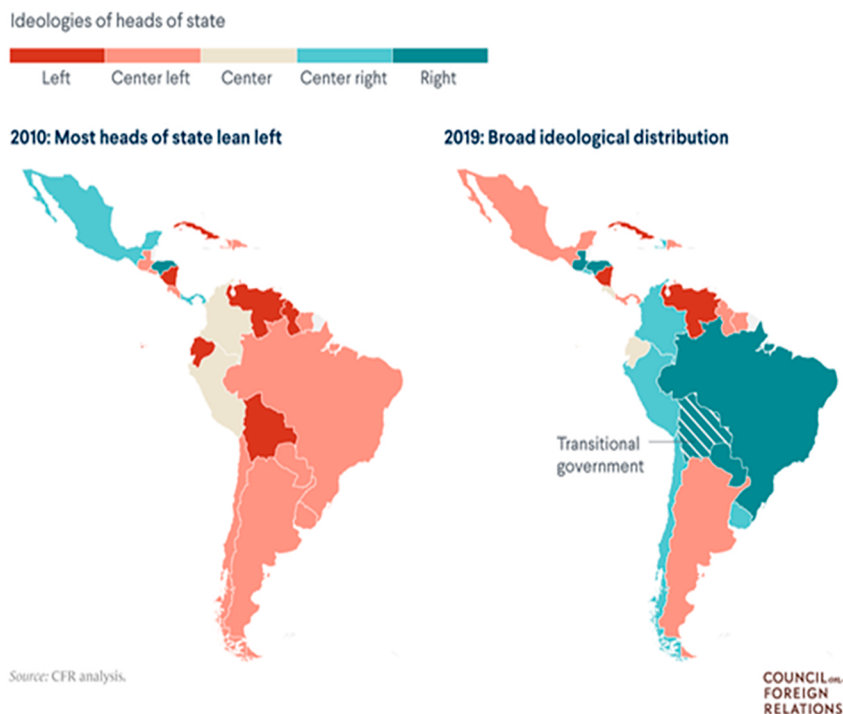 Ideologies of heads of state
Left Center left Center Center right Right
2010: Most heads of state lean left
2019: Broad ideological distribution
Transitional
government
Source: CFR analysis.
COUNCIL on
FOREIGN
RELATIONS